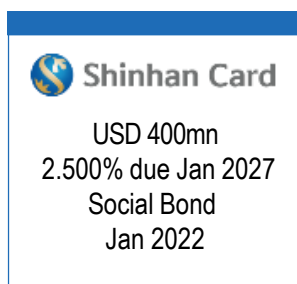 Shinhan Card
USD 400mn
2.500% due Jan 2027
Social Bond
Jan 2022